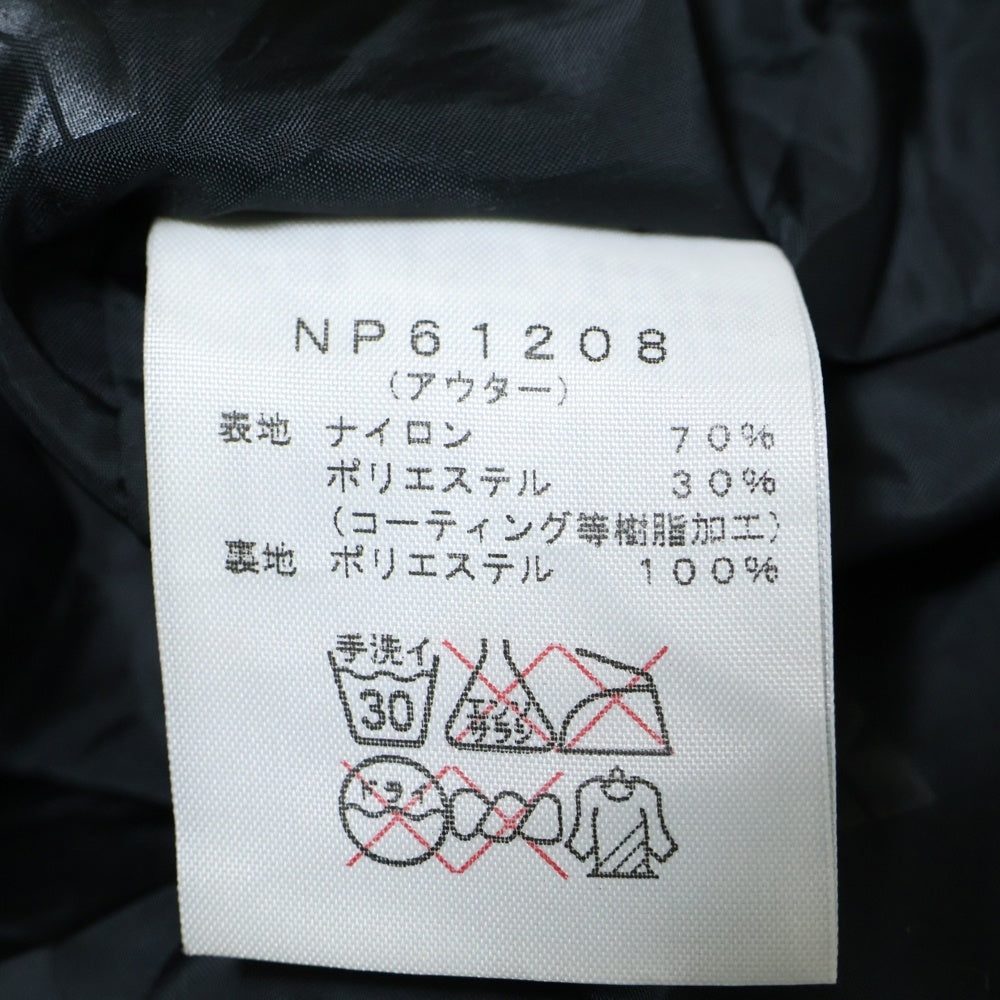 NP61208
(アウター)
表地 ナイロン 70%
ポリエステル 30%
(コーティング等樹脂加工)
裏地 ポリエステル 100%
手洗イ
30
エンソ
サラシ
ドライ